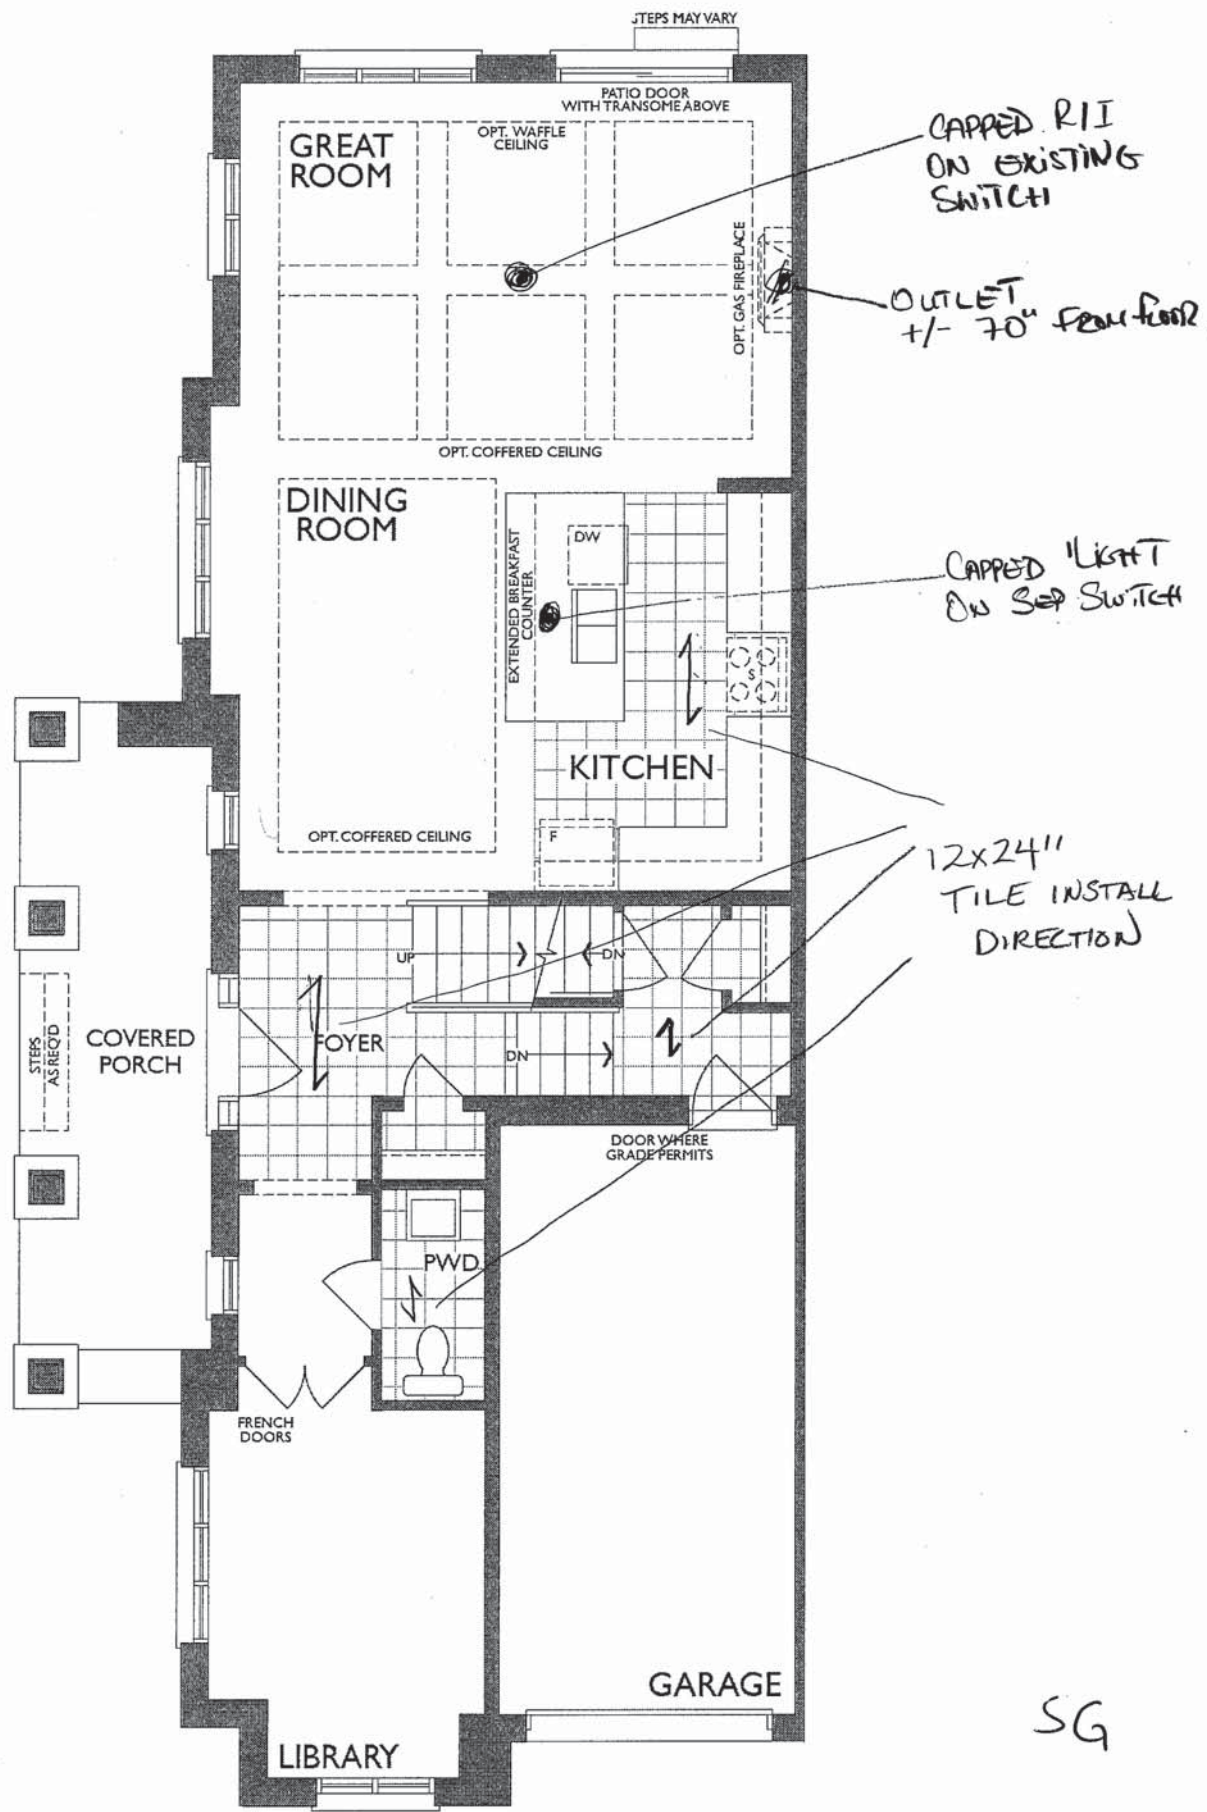 STEPS MAY VARY
PATIO DOOR
WITH TRANSOME ABOVE
GREAT
ROOM
OPT. WAFFLE
CEILING
CAPPED R/I
ON EXISTING
SWITCH
OPT. GAS FIREPLACE
OUTLET
+/- 70" FROM FLOOR
OPT. COFFERED CEILING
DINING
ROOM
EXTENDED BREAKFAST
COUNTER
DW
CAPPED "LIGHT
ON SEP SWITCH
S
KITCHEN
OPT. COFFERED CEILING
F
12x24"
TILE INSTALL
DIRECTION
UP
DN
STEPS
AS REQ'D
COVERED
PORCH
FOYER
DN
DOOR WHERE
GRADE PERMITS
PWD
FRENCH
DOORS
GARAGE
SG
LIBRARY